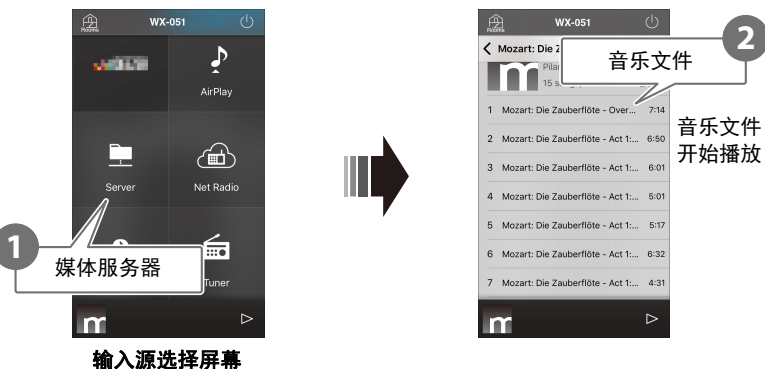 Rooms
WX-051
AirPlay
Server
Net Radio
1
媒体服务器
Tuner
输入源选择屏幕
Rooms
WX-051
2
Mozart: Die
音乐文件
15
1 Mozart: Die Zauberflöte - Over... 7:14
2 Mozart: Die Zauberflöte - Act 1:... 6:50
3 Mozart: Die Zauberflöte - Act 1:... 6:01
4 Mozart: Die Zauberflöte - Act 1:... 5:01
5 Mozart: Die Zauberflöte - Act 1:... 5:17
6 Mozart: Die Zauberflöte - Act 1:... 6:32
7 Mozart: Die Zauberflöte - Act 1:... 4:31
音乐文件
开始播放